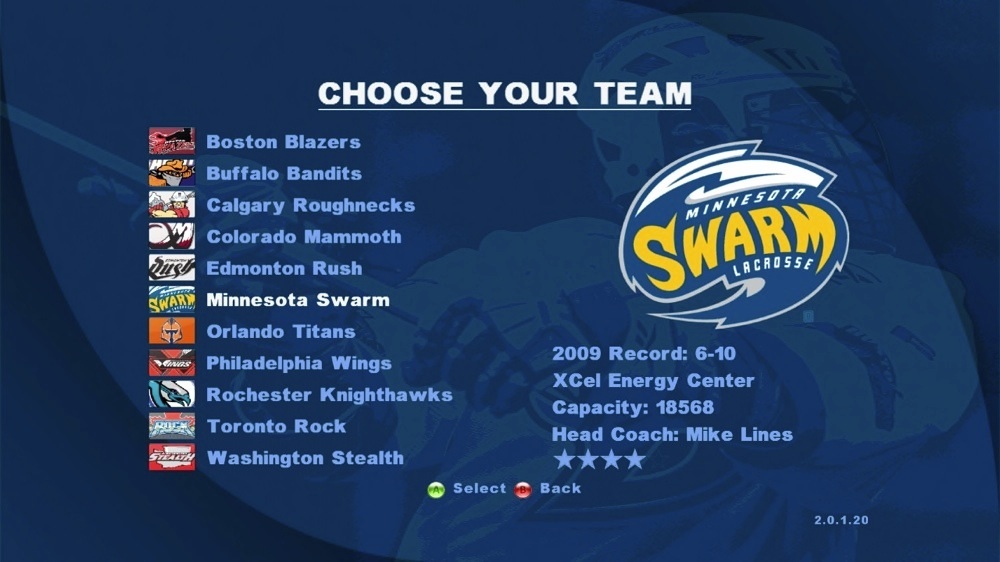 CHOOSE YOUR TEAM
Boston Blazers
Buffalo Bandits
Calgary Roughnecks
Colorado Mammoth
Edmonton Rush
Minnesota Swarm
Orlando Titans
Philadelphia Wings
Rochester Knighthawks
Toronto Rock
Washington Stealth
MINNESOTA
SWARM
LACROSSE
2009 Record: 6-10
XCel Energy Center
Capacity: 18568
Head Coach: Mike Lines
A Select B Back
2.0.1.20